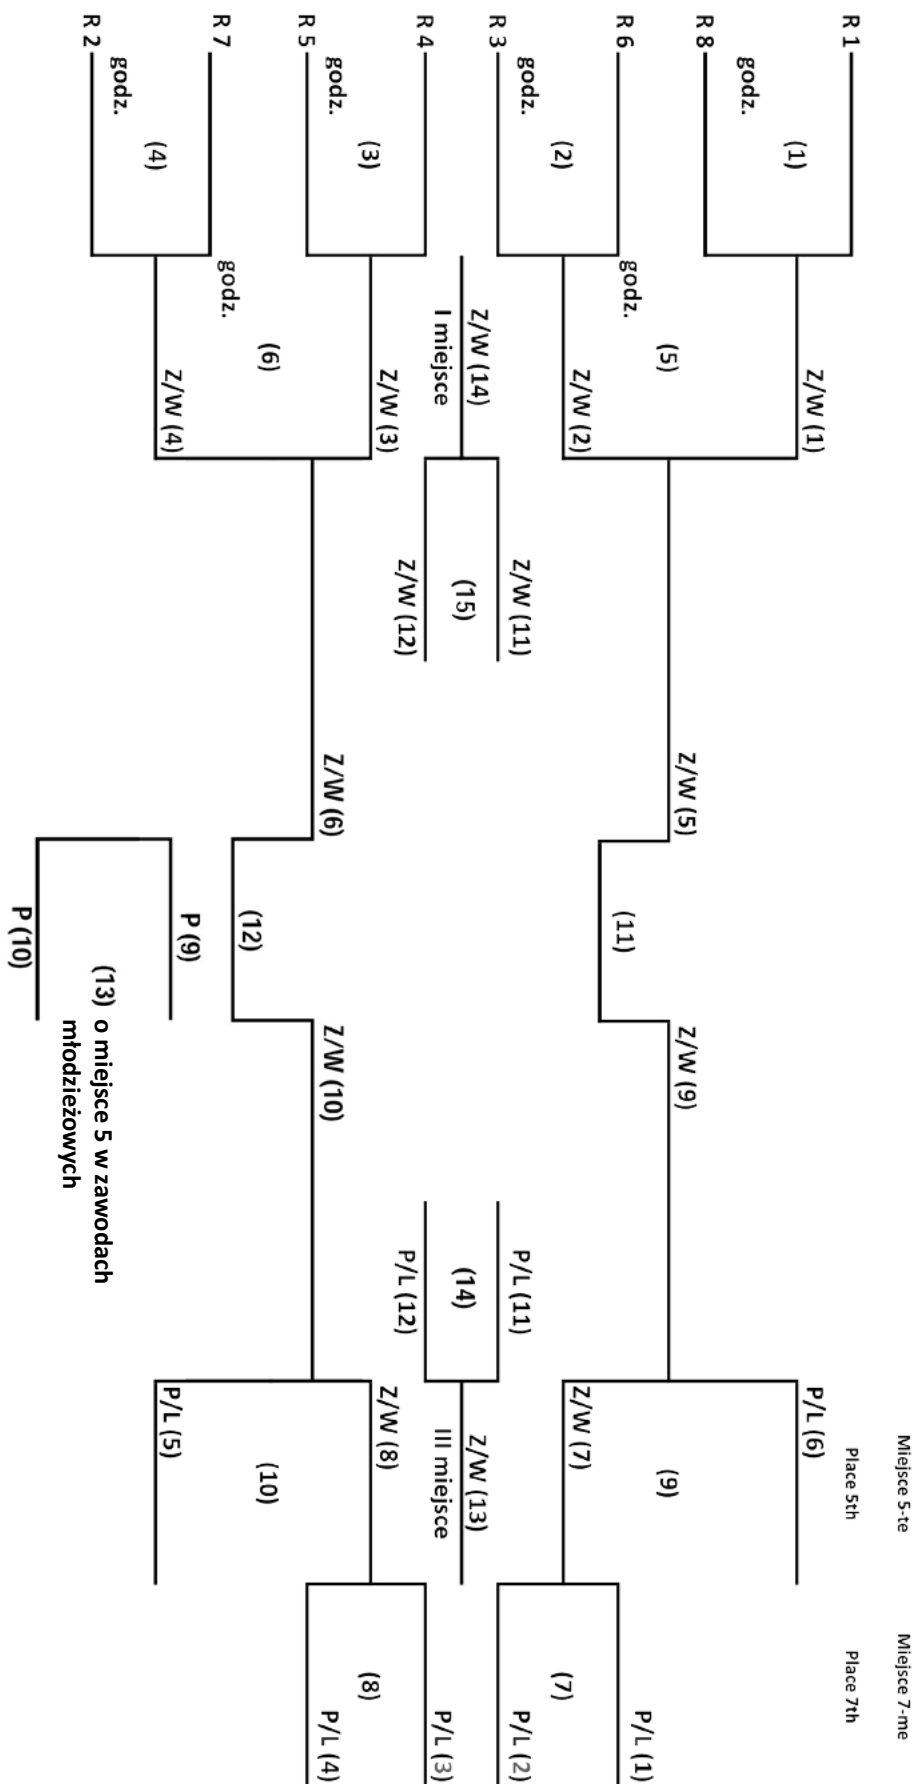 Miejsce 5-te
Miejsce 7-me
R 1
Place 5th
Place 7th
Z/W (1)
P/L (6)
(1)
godz.
R 8
Z/W (5)
Z/W (9)
(5)
(9)
P/L (1)
godz.
(11)
R 6
Z/W (2)
Z/W (7)
(2)
(7)
godz.
Z/W (11)
P/L (11)
P/L (2)
R 3
Z/W (14)
Z/W (13)
(15)
(14)
I miejsce
III miejsce
P/L (3)
R 4
Z/W (12)
P/L (12)
Z/W (3)
Z/W (8)
(3)
(8)
godz.
Z/W (6)
Z/W (10)
P/L (4)
R 5
(6)
(10)
(12)
godz.
R 7
P (9)
Z/W (4)
P/L (5)
(4)
godz.
(13) o miejsce 5 w zawodach
młodzieżowych
R 2
P (10)